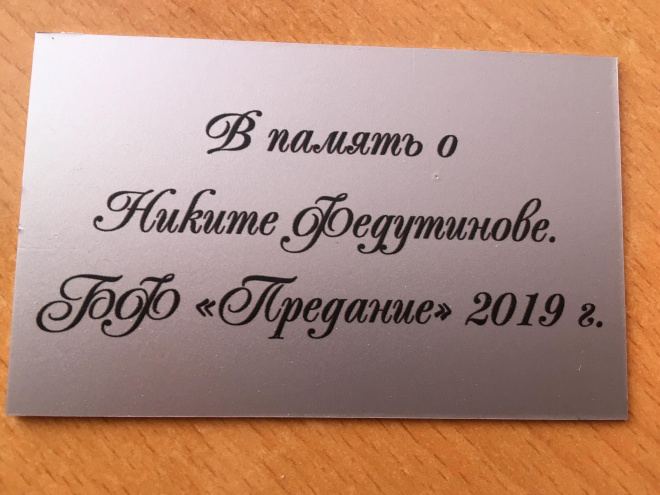 В память о
Никите Федутинове.
БФ «Предание» 2019 г.